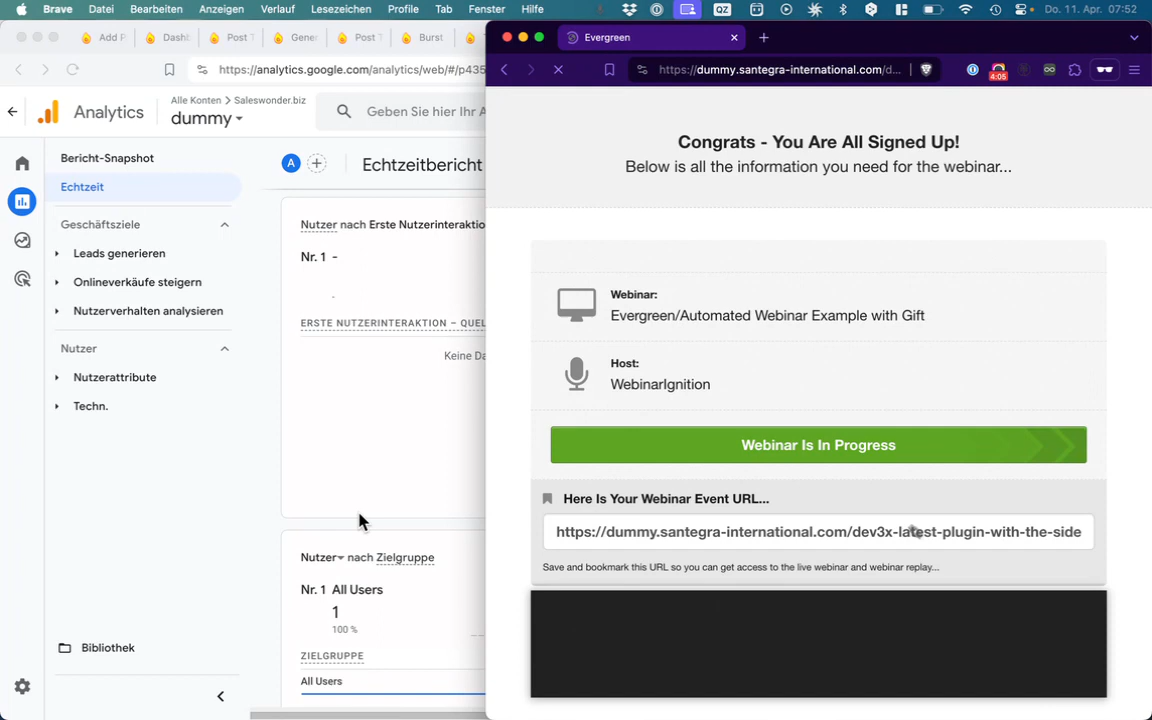 Brave Datei Bearbeiten Anzeigen Verlauf Lesezeichen Profile Tab Fenster Hilfe QZ Do. 11. Apr. 07:52
Add P Dashb Post T Gener Post T Burst
https://analytics.google.com/analytics/web/#/p435
Analytics
Alle Konten > Saleswonder.biz
dummy
Geben Sie hier Ihr A
Bericht-Snapshot
Echtzeit
Geschäftsziele
Leads generieren
Onlineverkäufe steigern
Nutzerverhalten analysieren
Nutzer
Nutzerattribute
Techn.
Bibliothek
A
Echtzeitbericht
Nutzer nach Erste Nutzerinteraktio
Nr. 1 -
-
ERSTE NUTZERINTERAKTION – QUEL
Keine Da
Nutzer nach Zielgruppe
Nr. 1 All Users
1
100 %
ZIELGRUPPE
All Users
Evergreen
https://dummy.santegra-international.com/d...
4:05
Congrats - You Are All Signed Up!
Below is all the information you need for the webinar...
Webinar:
Evergreen/Automated Webinar Example with Gift
Host:
WebinarIgnition
Webinar Is In Progress
Here Is Your Webinar Event URL...
https://dummy.santegra-international.com/dev3x-latest-plugin-with-the-side
Save and bookmark this URL so you can get access to the live webinar and webinar replay...